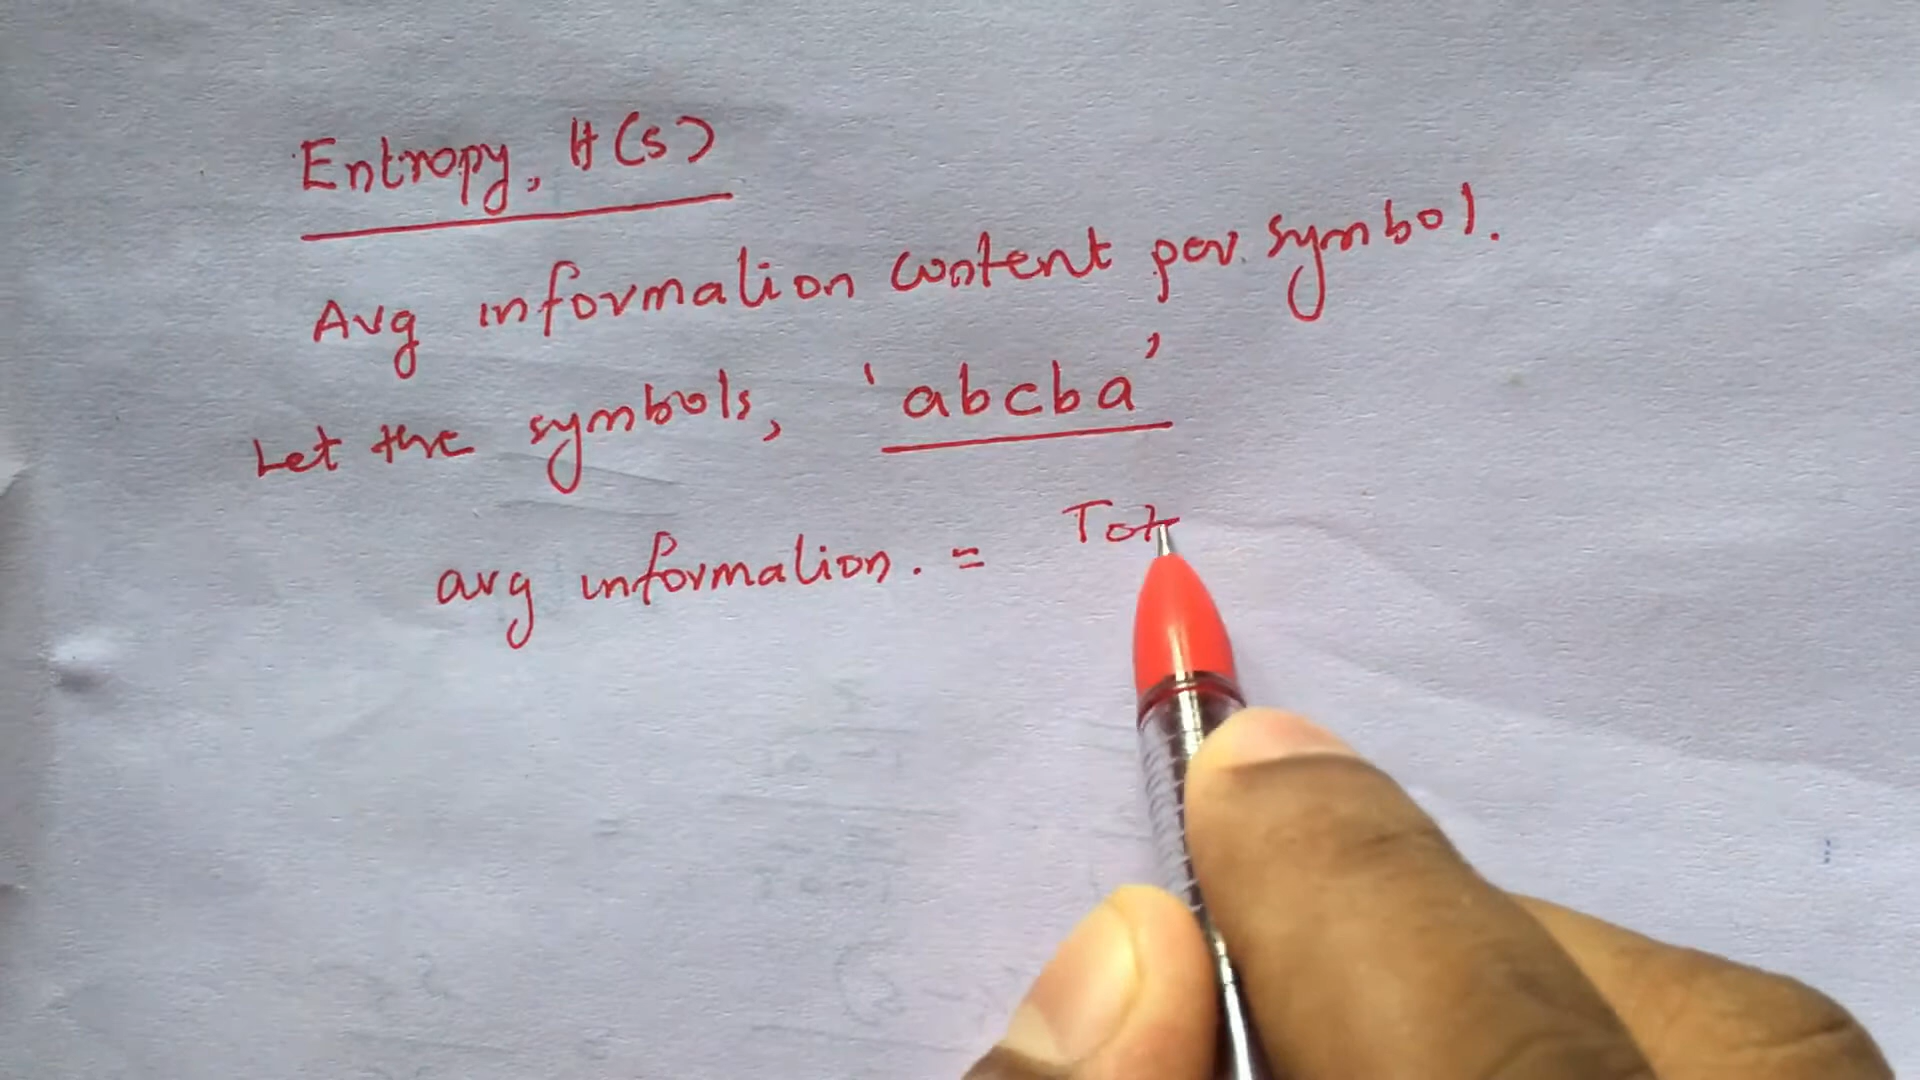 Entropy, H(s)
Avg information content per symbol.
Let the symbols, 'abcba'
avg information. = Tot